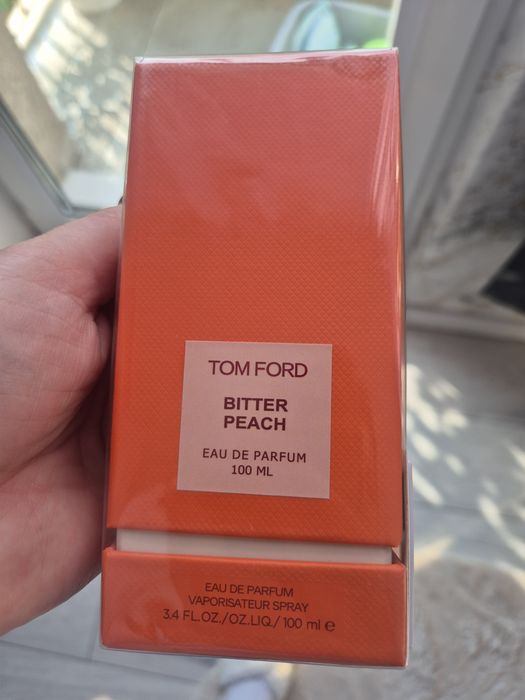 TOM FORD
BITTER
PEACH
EAU DE PARFUM
100 ML
EAU DE PARFUM
VAPORISATEUR SPRAY
3.4 FL.OZ./OZ.LIQ./ 100 ml ℮